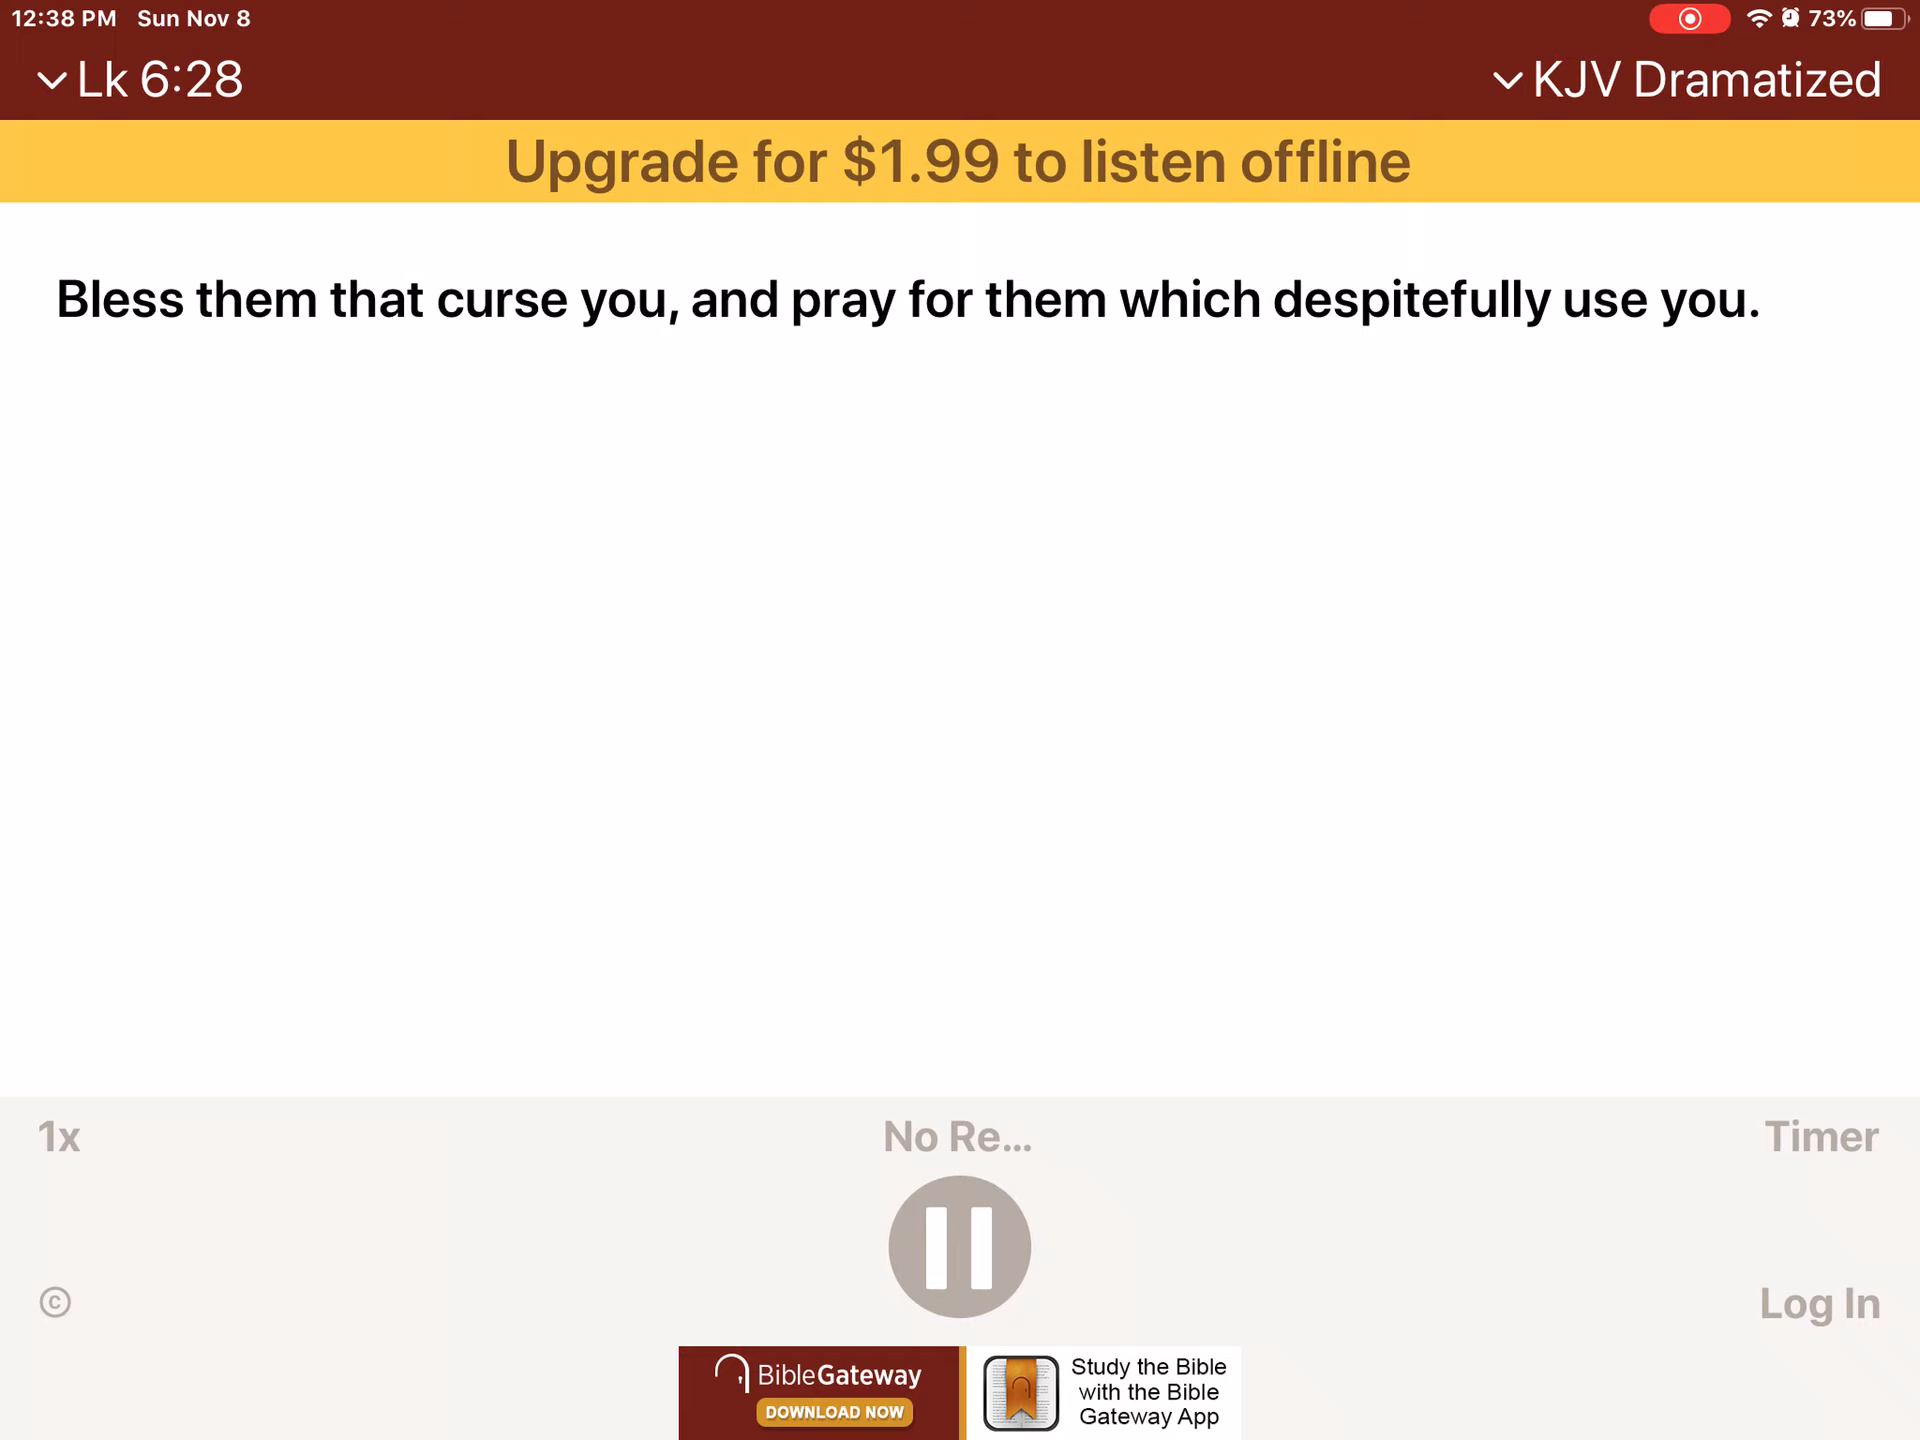 12:38 PM Sun Nov 8
73%
Lk 6:28
KJV Dramatized
Upgrade for $1.99 to listen offline
Bless them that curse you, and pray for them which despitefully use you.
1x
No Re...
Timer
©
Log In
BibleGateway
DOWNLOAD NOW
Study the Bible
with the Bible
Gateway App